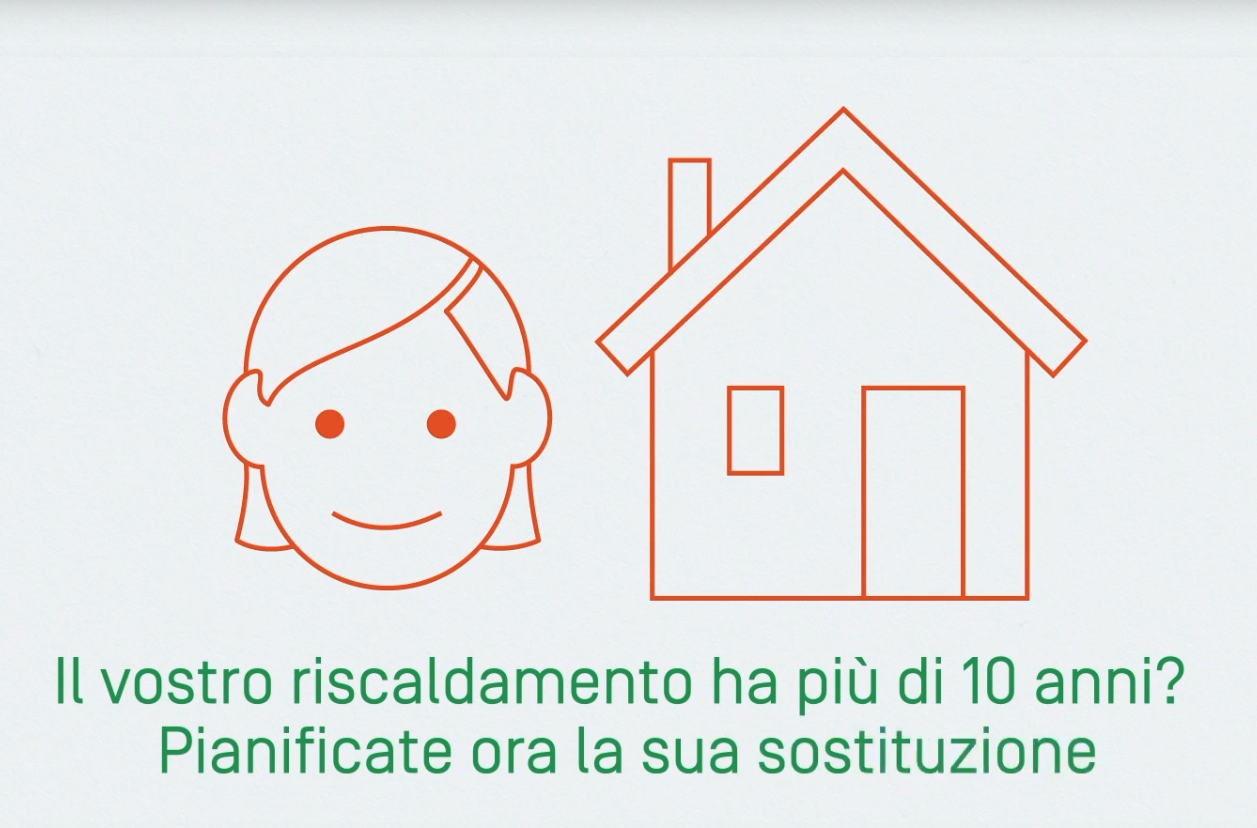 Il vostro riscaldamento ha più di 10 anni?
Pianificate ora la sua sostituzione